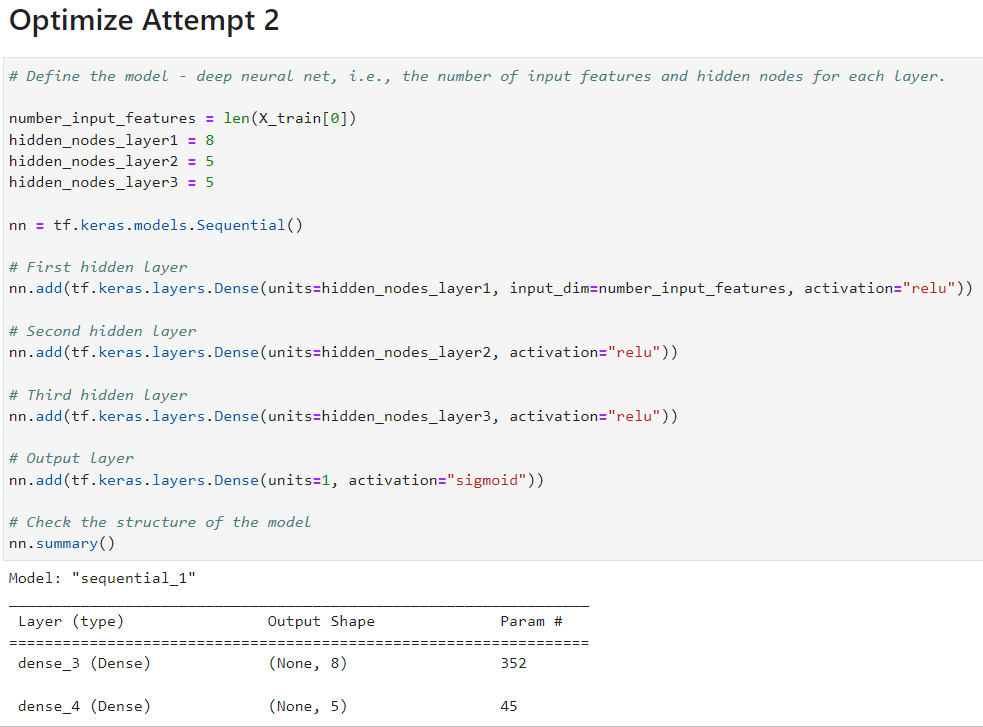 Optimize Attempt 2
# Define the model - deep neural net, i.e., the number of input features and hidden nodes for each layer.
number_input_features = len(X_train[0])
hidden_nodes_layer1 = 8
hidden_nodes_layer2 = 5
hidden_nodes_layer3 = 5
nn = tf.keras.models.Sequential()
# First hidden layer
nn.add(tf.keras.layers.Dense(units=hidden_nodes_layer1, input_dim=number_input_features, activation="relu"))
# Second hidden layer
nn.add(tf.keras.layers.Dense(units=hidden_nodes_layer2, activation="relu"))
# Third hidden layer
nn.add(tf.keras.layers.Dense(units=hidden_nodes_layer3, activation="relu"))
# Output layer
nn.add(tf.keras.layers.Dense(units=1, activation="sigmoid"))
# Check the structure of the model
nn.summary()
Model: "sequential_1"
_________________________________________________________________
Layer (type) Output Shape Param #
=================================================================
dense_3 (Dense) (None, 8) 352
dense_4 (Dense) (None, 5) 45